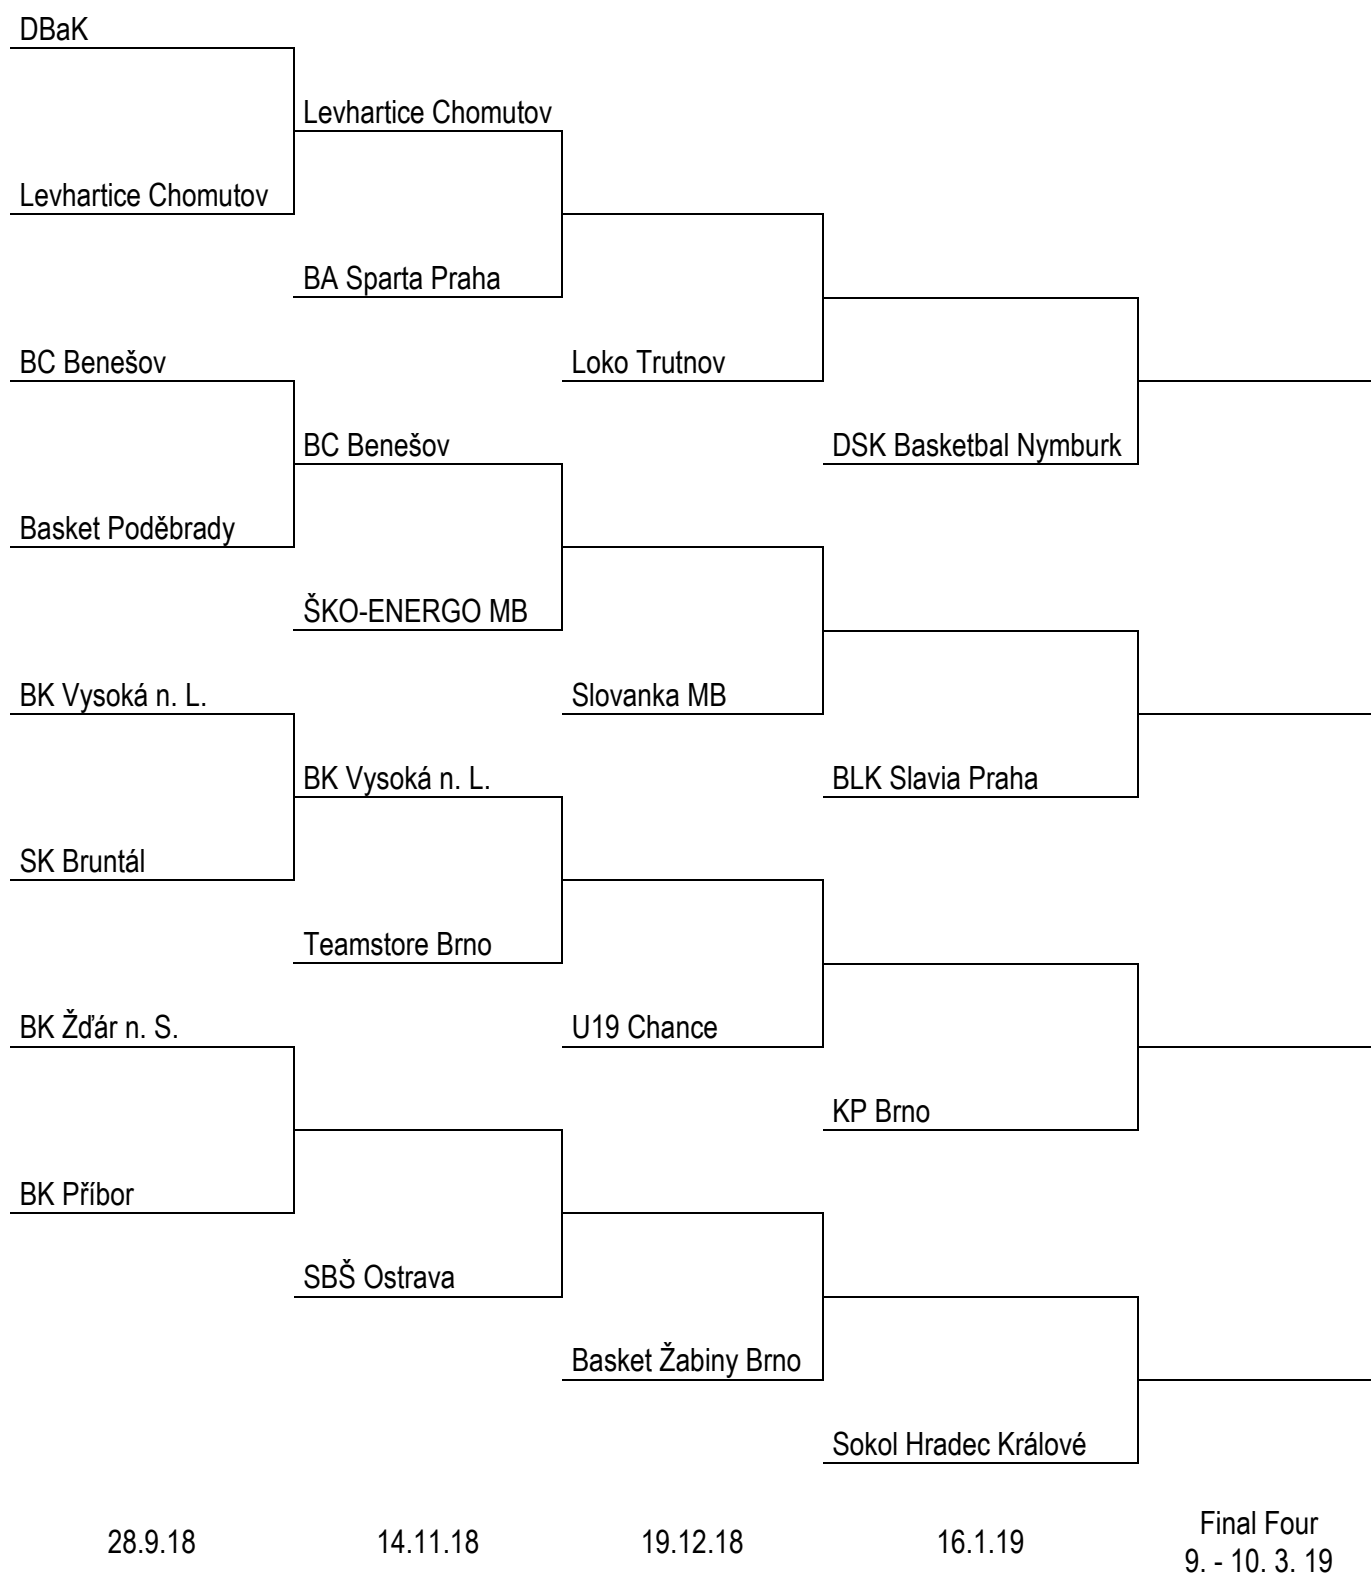 DBaK
Levhartice Chomutov
Levhartice Chomutov
BA Sparta Praha
BC Benešov
Loko Trutnov
BC Benešov
DSK Basketbal Nymburk
Basket Poděbrady
ŠKO-ENERGO MB
BK Vysoká n. L.
Slovanka MB
BK Vysoká n. L.
BLK Slavia Praha
SK Bruntál
Teamstore Brno
BK Žďár n. S.
U19 Chance
KP Brno
BK Příbor
SBŠ Ostrava
Basket Žabiny Brno
Sokol Hradec Králové
28.9.18
14.11.18
19.12.18
16.1.19
Final Four
9. - 10. 3. 19